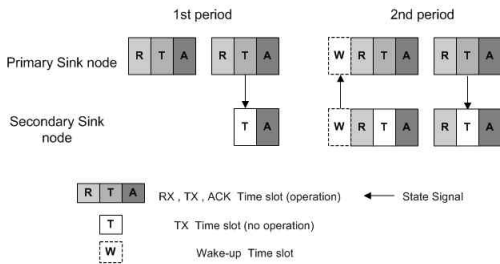 1st period
2nd period
Primary Sink node
R T A
R T A
W R T A
R T A
Secondary Sink
node
T A
W R T A
R T A
R T A
RX , TX , ACK Time slot (operation)
State Signal
T
TX Time slot (no operation)
W
Wake-up Time slot